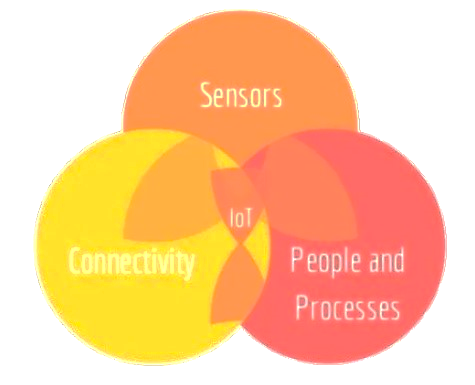 Sensors
IoT
Connectivity
People and
Processes